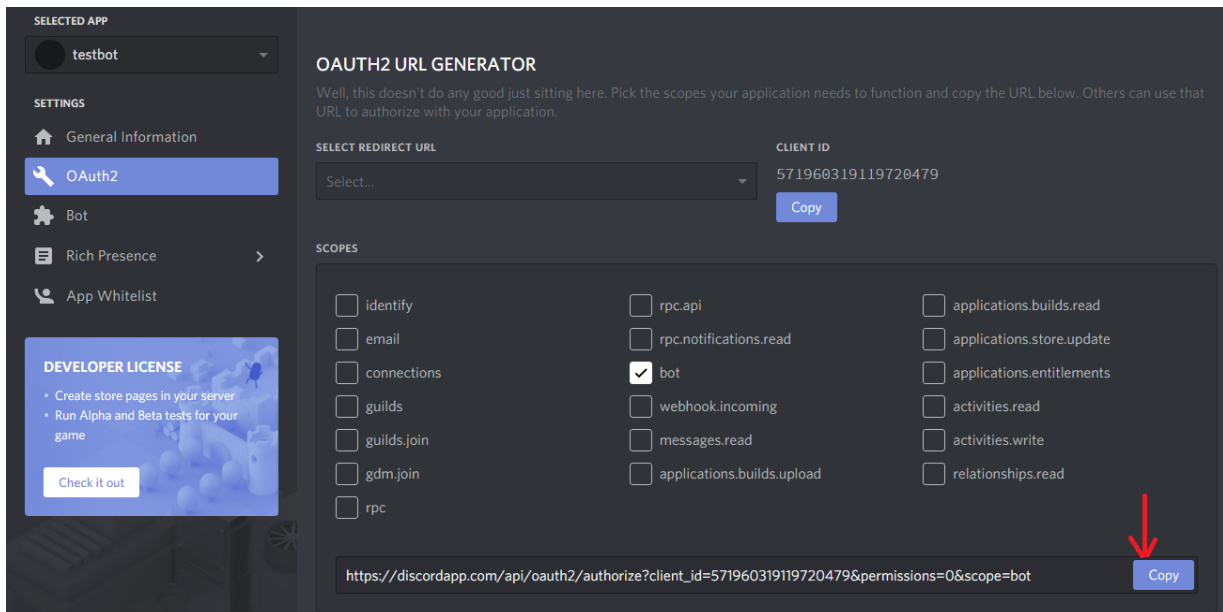 SELECTED APP
testbot
SETTINGS
General Information
OAuth2
Bot
Rich Presence
App Whitelist
DEVELOPER LICENSE
Create store pages in your server
Run Alpha and Beta tests for your
game
Check it out
OAUTH2 URL GENERATOR
Well, this doesn't do any good just sitting here. Pick the scopes your application needs to function and copy the URL below. Others can use that
URL to authorize with your application.
SELECT REDIRECT URL
Select...
CLIENT ID
571960319119720479
Copy
SCOPES
identify
email
connections
guilds
guilds.join
gdm.join
rpc
rpc.api
rpc.notifications.read
bot
webhook.incoming
messages.read
applications.builds.upload
applications.builds.read
applications.store.update
applications.entitlements
activities.read
activities.write
relationships.read
https://discordapp.com/api/oauth2/authorize?client_id=571960319119720479&permissions=0&scope=bot
Copy